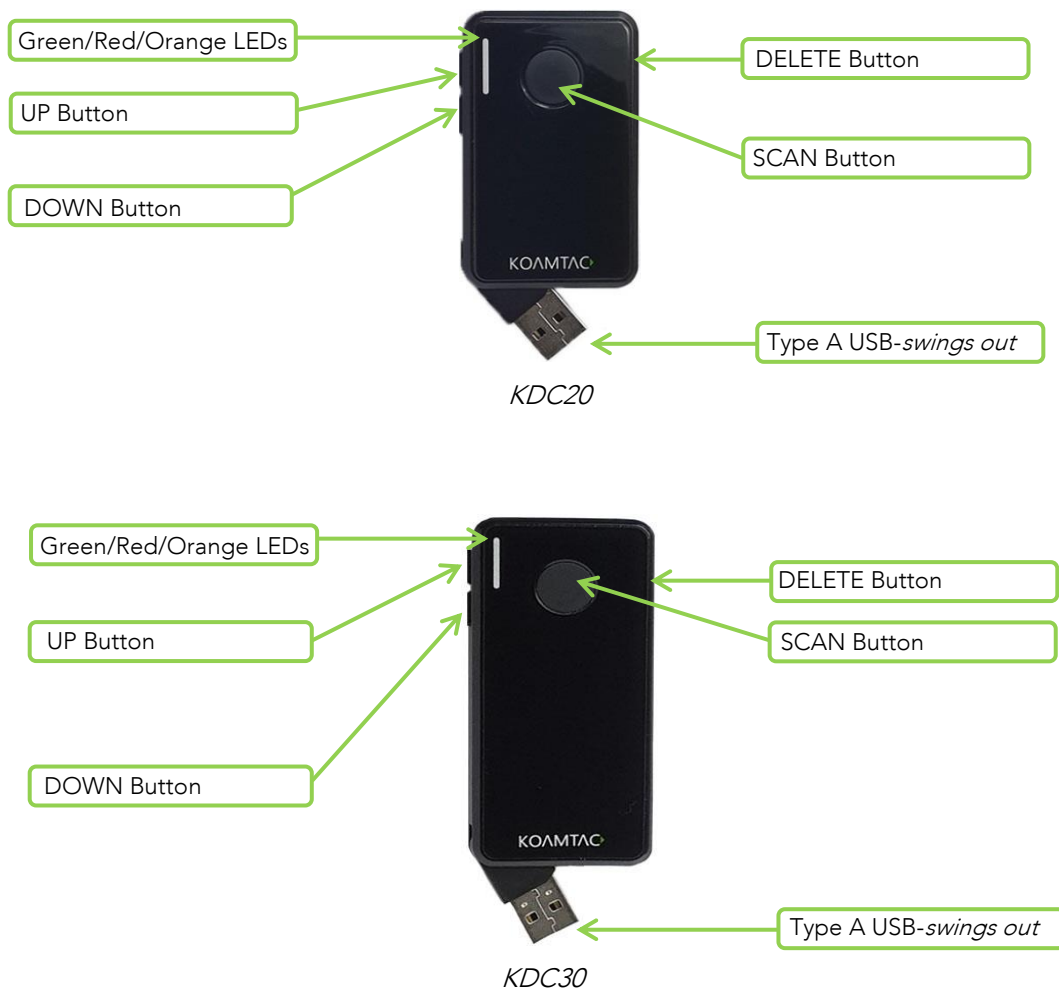 Green/Red/Orange LEDs
DELETE Button
UP Button
SCAN Button
DOWN Button
KOAMTAC
Type A USB-swings out
KDC20
Green/Red/Orange LEDs
DELETE Button
UP Button
SCAN Button
DOWN Button
KOAMTAC
Type A USB-swings out
KDC30